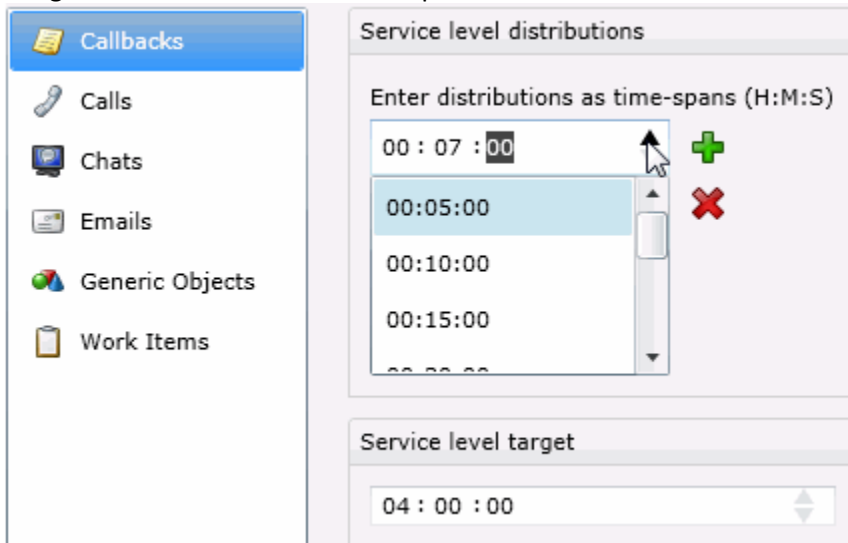 Callbacks
Calls
Chats
Emails
Generic Objects
Work Items
Service level distributions
Enter distributions as time-spans (H:M:S)
00 : 07 : 00
00:05:00
00:10:00
00:15:00
Service level target
04 : 00 : 00